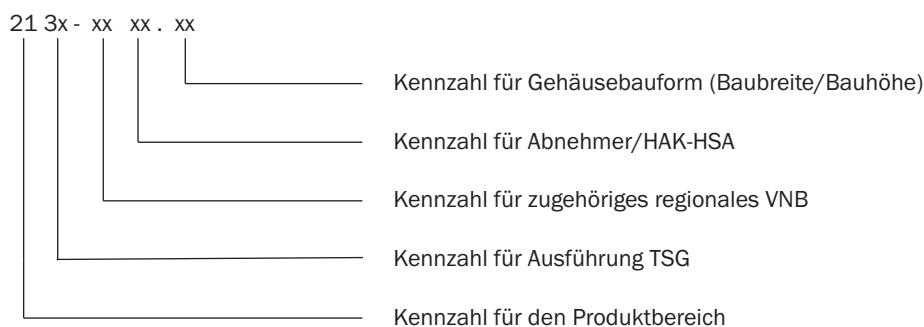 21 3x - xx xx . xx
Kennzahl für Gehäusebauform (Baubreite/Bauhöhe)
Kennzahl für Abnehmer/HAK-HSA
Kennzahl für zugehöriges regionales VNB
Kennzahl für Ausführung TSG
Kennzahl für den Produktbereich